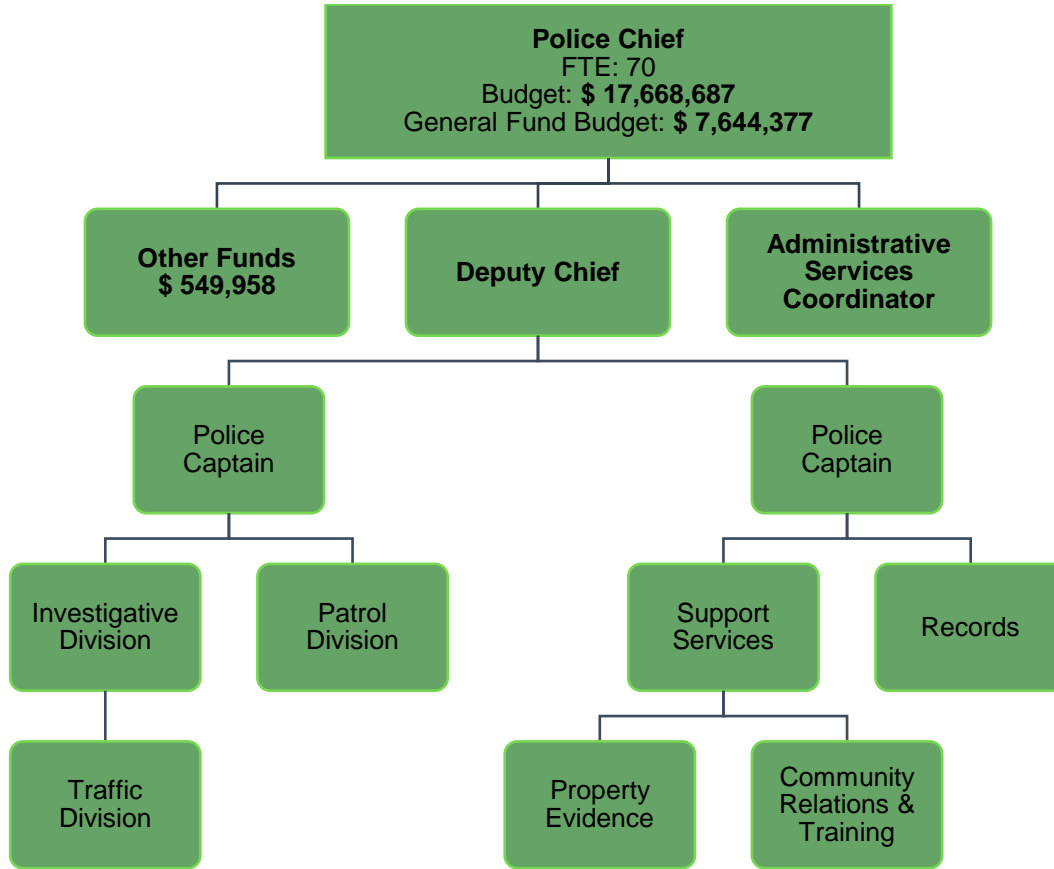 Police Chief
FTE: 70
Budget: $ 17,668,687
General Fund Budget: $ 7,644,377
Other Funds
$ 549,958
Deputy Chief
Administrative
Services
Coordinator
Police
Captain
Police
Captain
Investigative
Division
Patrol
Division
Support
Services
Records
Traffic
Division
Property
Evidence
Community
Relations &
Training